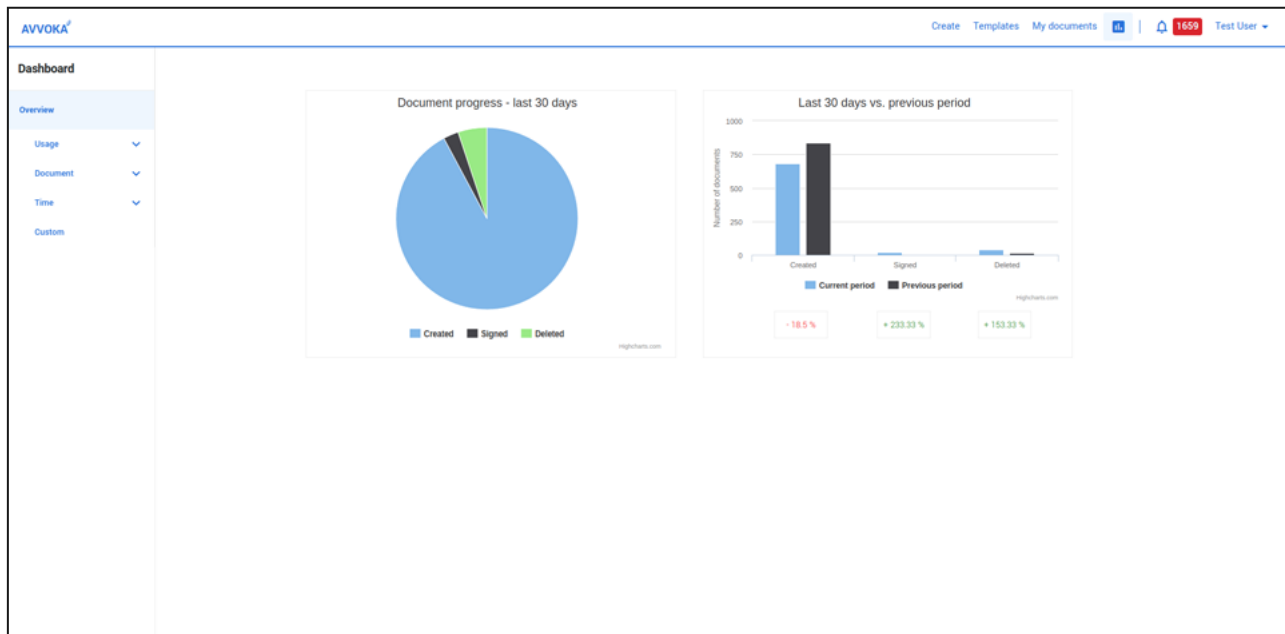 AVVOKA
Create Templates My documents 1659 Test User
Dashboard
Overview
Usage
Document
Time
Custom
Document progress - last 30 days
Created Signed Deleted
Highcharts.com
Last 30 days vs. previous period
Number of documents
1000
750
500
250
0
Created Signed Deleted
Current period Previous period
Highcharts.com
- 18.5 % + 233.33 % + 153.33 %